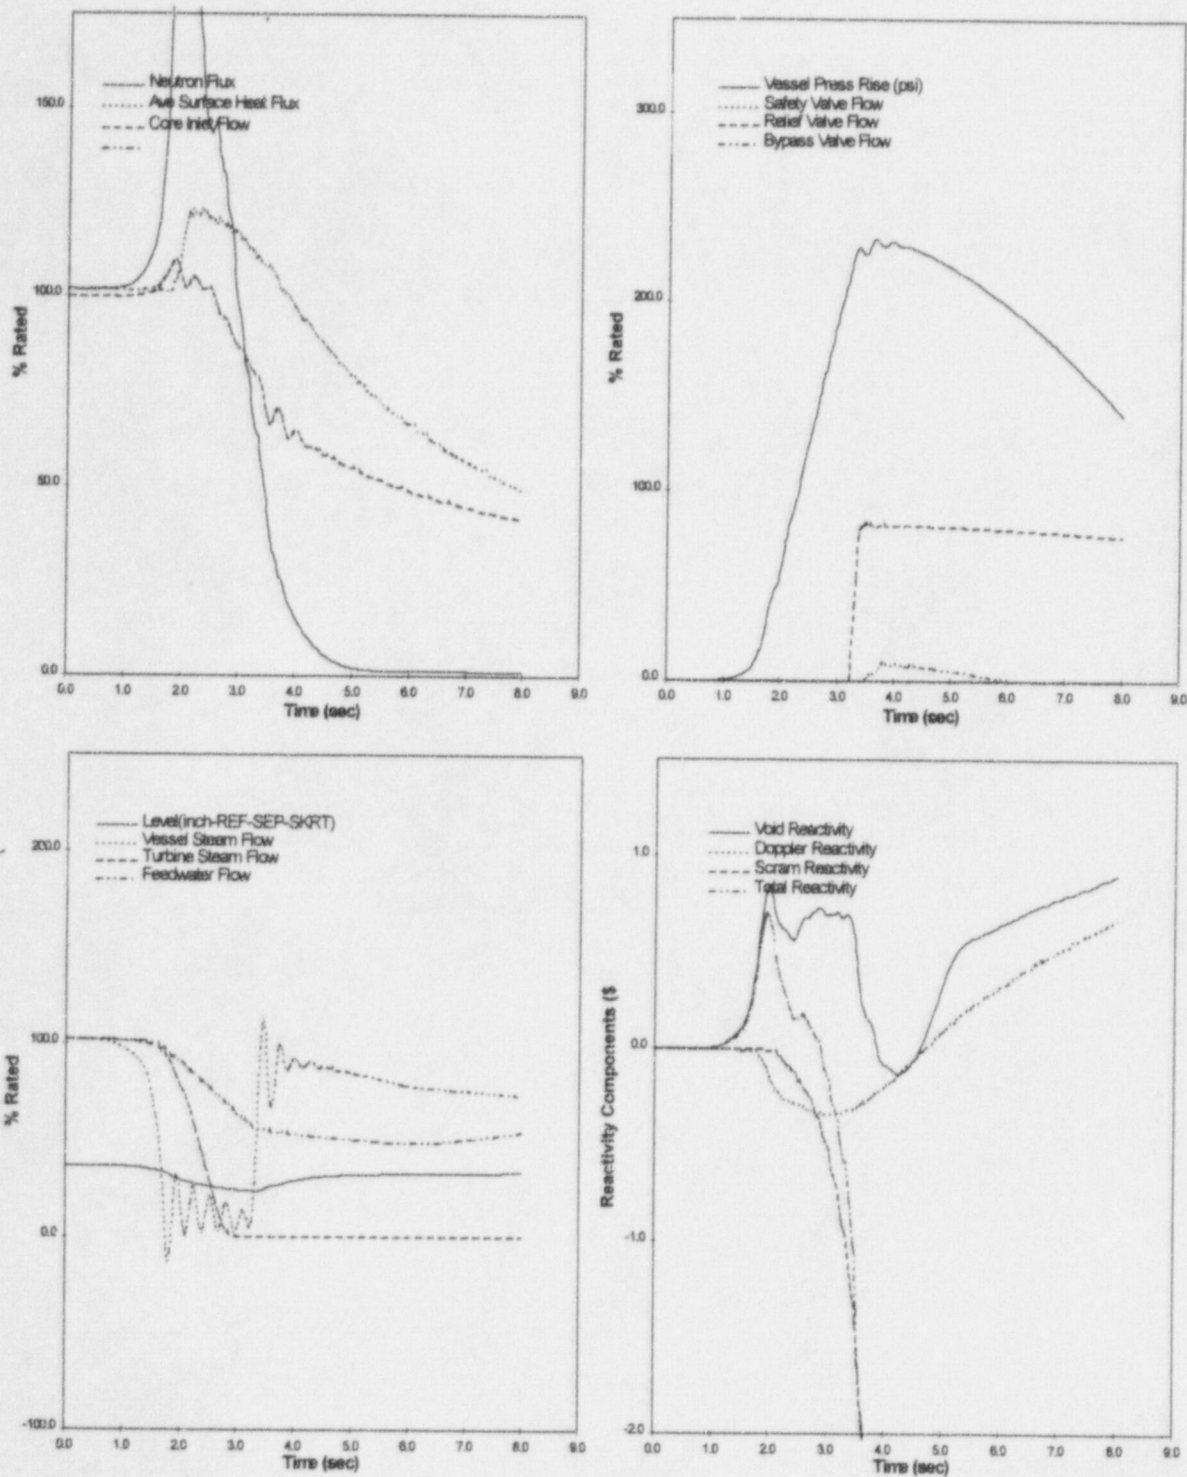 Neutron Flux
Ave Surface Heat Flux
Core Inlet Flow
150.0
100.0
50.0
0.0
% Rated
0.0 1.0 2.0 3.0 4.0 5.0 6.0 7.0 8.0 9.0
Time (sec)
Vessel Press Rise (psi)
Safety Valve Flow
Relief Valve Flow
Bypass Valve Flow
300.0
200.0
100.0
0.0
% Rated
0.0 1.0 2.0 3.0 4.0 5.0 6.0 7.0 8.0 9.0
Time (sec)
Level(inch-REF-SEP-SKRT)
Vessel Steam Flow
Turbine Steam Flow
Feedwater Flow
200.0
100.0
0.0
-100.0
% Rated
0.0 1.0 2.0 3.0 4.0 5.0 6.0 7.0 8.0 9.0
Time (sec)
Void Reactivity
Doppler Reactivity
Scram Reactivity
Total Reactivity
1.0
0.0
-1.0
-2.0
Reactivity Components ($
0.0 1.0 2.0 3.0 4.0 5.0 6.0 7.0 8.0 9.0
Time (sec)